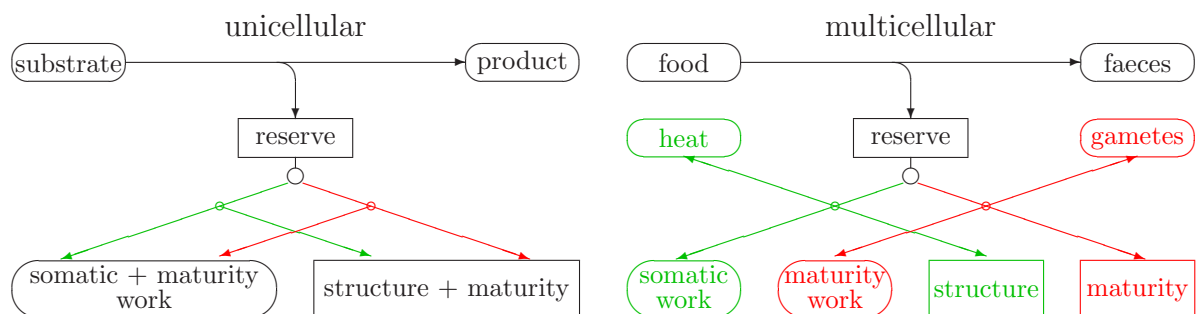 unicellular
multicellular
substrate
product
food
faeces
reserve
heat
reserve
gametes
somatic + maturity
work
structure + maturity
somatic
work
maturity
work
structure
maturity